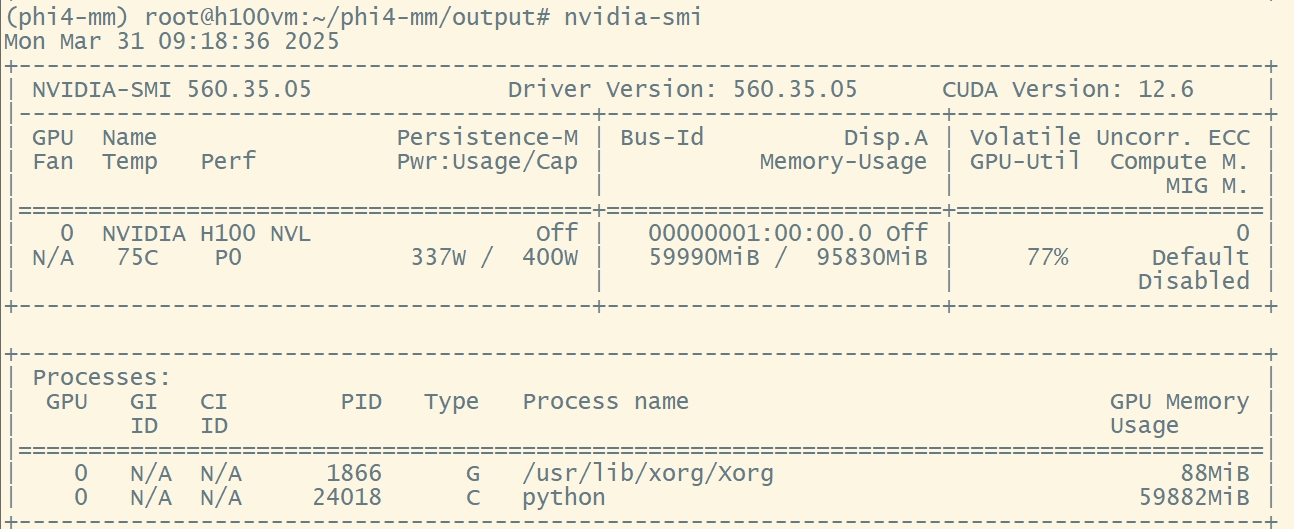 (phi4-mm) root@h100vm:~/phi4-mm/output# nvidia-smi
Mon Mar 31 09:18:36 2025
+-----------------------------------------------------------------------------------------+
| NVIDIA-SMI 560.35.05              Driver Version: 560.35.05      CUDA Version: 12.6     |
|-----------------------------------------+------------------------+----------------------+
| GPU  Name                 Persistence-M | Bus-Id          Disp.A | Volatile Uncorr. ECC |
| Fan  Temp   Perf          Pwr:Usage/Cap |           Memory-Usage | GPU-Util  Compute M. |
|                                         |                        |               MIG M. |
|=========================================+========================+======================|
|   0  NVIDIA H100 NVL                Off |   00000001:00:00.0 Off |                    0 |
| N/A   75C    P0            337W /  400W |   59990MiB /  95830MiB |     77%      Default |
|                                         |                        |             Disabled |
+-----------------------------------------+------------------------+----------------------+
+-----------------------------------------------------------------------------------------+
| Processes:                                                                              |
|  GPU   GI   CI        PID   Type   Process name                              GPU Memory |
|        ID   ID                                                               Usage      |
|=========================================================================================|
|    0   N/A  N/A      1866      G   /usr/lib/xorg/Xorg                             88MiB |
|    0   N/A  N/A     24018      C   python                                      59882MiB |
+-----------------------------------------------------------------------------------------+